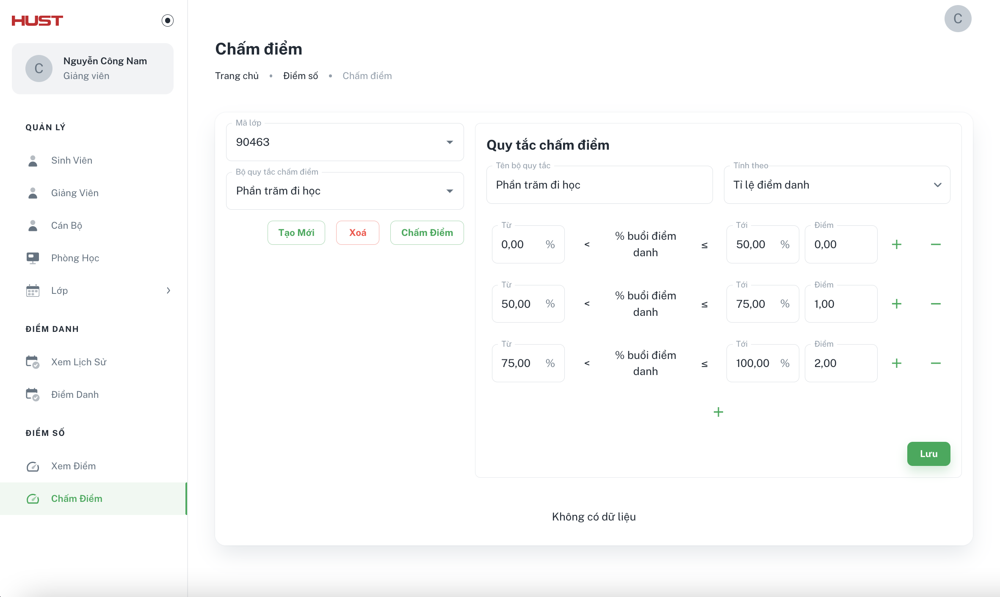 HUST
C
C
Nguyễn Công Nam
Giảng viên
QUẢN LÝ
Sinh Viên
Giảng Viên
Cán Bộ
Phòng Học
Lớp
ĐIỂM DANH
Xem Lịch Sử
Điểm Danh
ĐIỂM SỐ
Xem Điểm
Chấm Điểm
Chấm điểm
Trang chủ • Điểm số • Chấm điểm
Mã lớp
90463
Bộ quy tắc chấm điểm
Phần trăm đi học
Tạo Mới Xoá Chấm Điểm
Quy tắc chấm điểm
Tên bộ quy tắc
Phần trăm đi học
Tính theo
Tỉ lệ điểm danh
Từ Tới Điểm
0,00 % < % buổi điểm danh ≤ 50,00 % 0,00 + −
Từ Tới Điểm
50,00 % < % buổi điểm danh ≤ 75,00 % 1,00 + −
Từ Tới Điểm
75,00 % < % buổi điểm danh ≤ 100,00 % 2,00 + −
+
Lưu
Không có dữ liệu